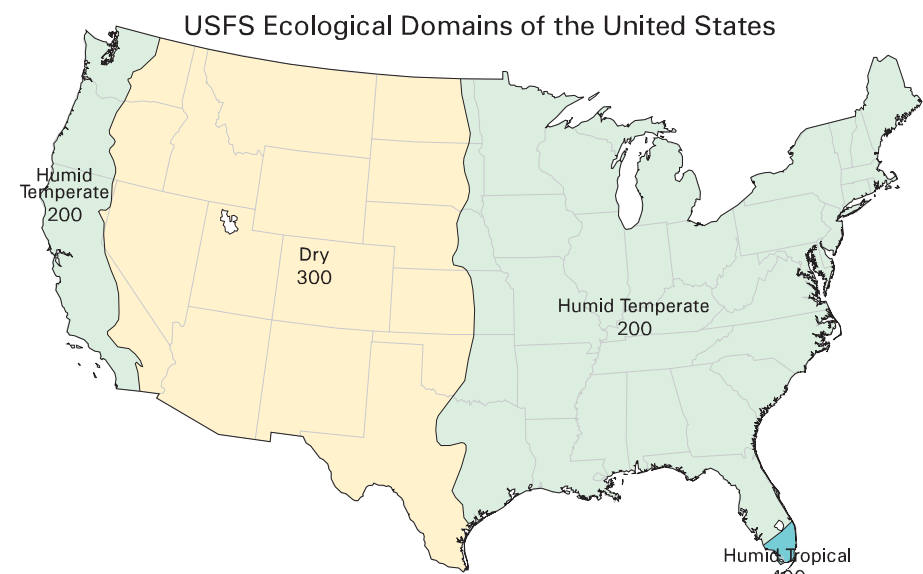 USFS Ecological Domains of the United States
Humid
Temperate
200
Dry
300
Humid Temperate
200
Humid Tropical